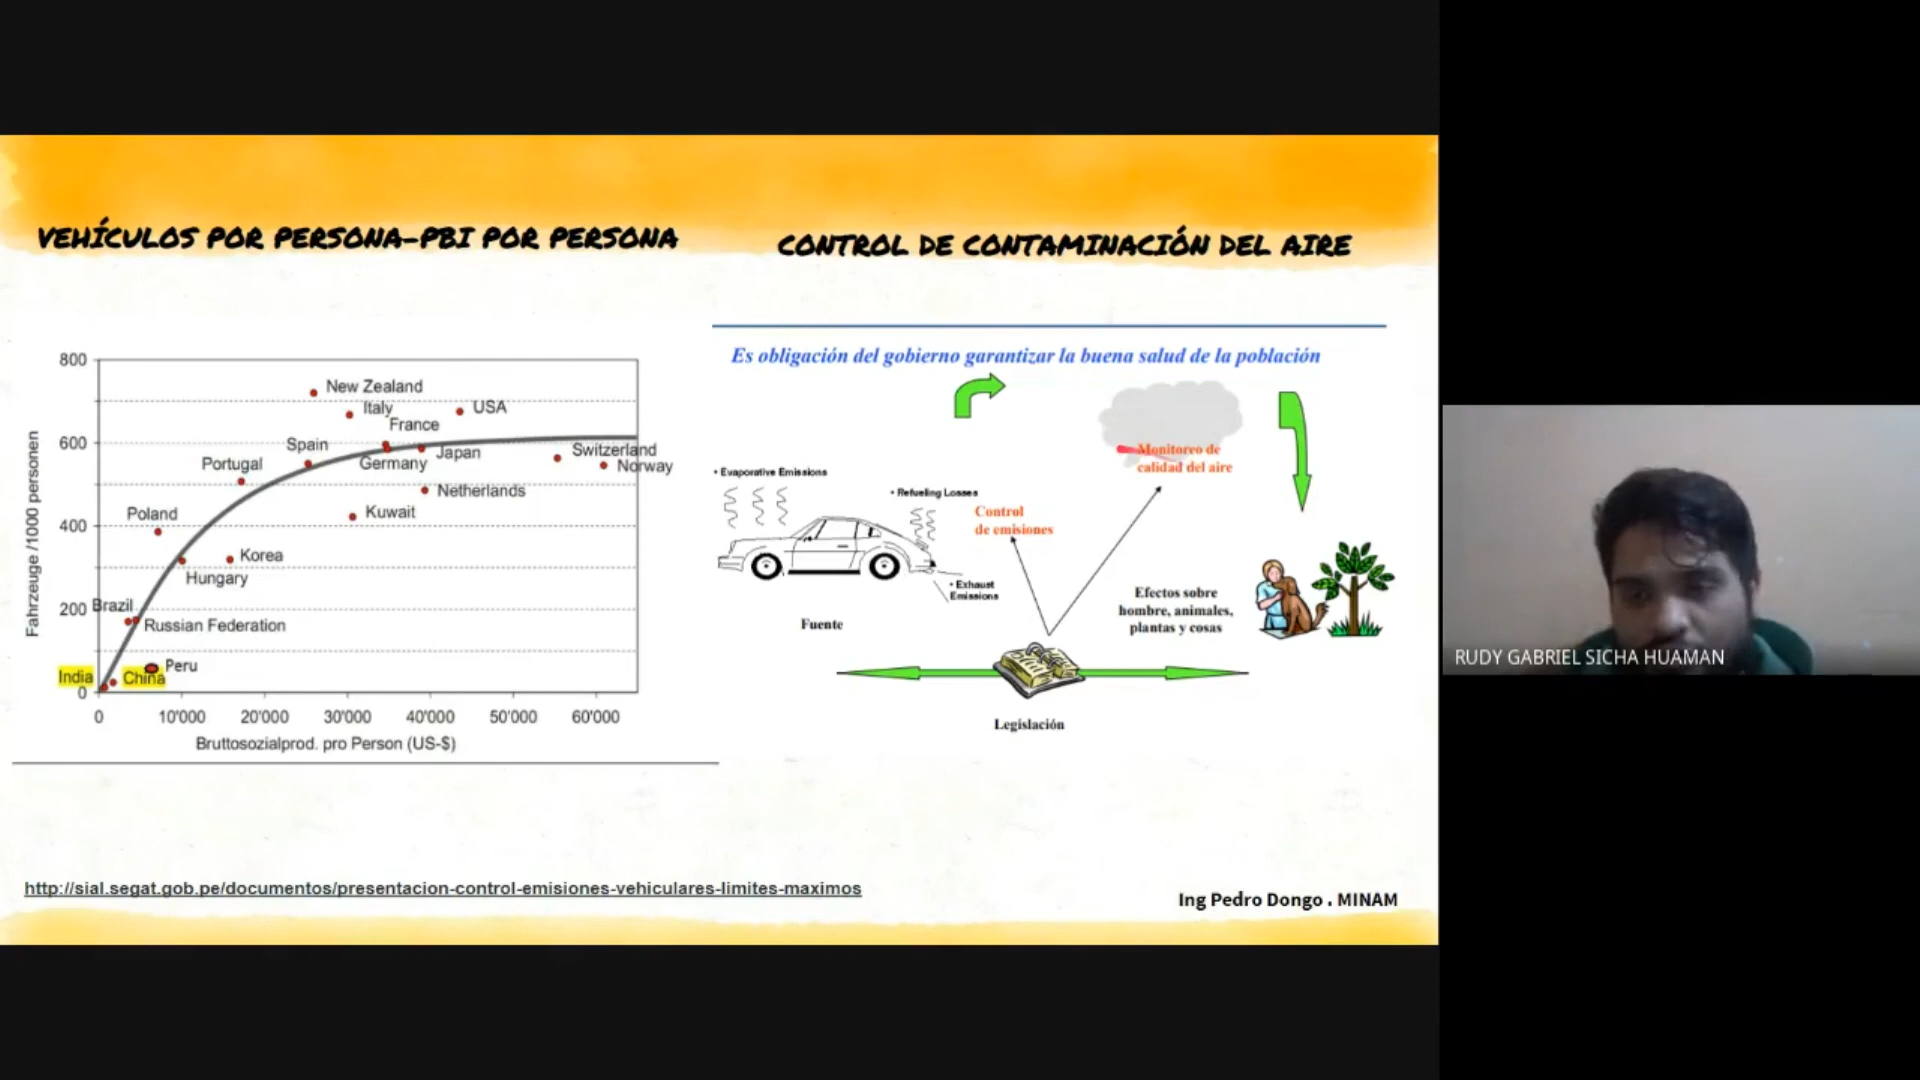 VEHÍCULOS POR PERSONA-PBI POR PERSONA
800
600
400
200
0
Fahrzeuge /1000 personen
New Zealand
Italy
USA
France
Spain
Switzerland
Japan
Portugal
Germany
Norway
Netherlands
Poland
Kuwait
Korea
Hungary
Brazil
Russian Federation
Peru
India
China
0
10'000
20'000
30'000
40'000
50'000
60'000
Bruttosozialprod. pro Person (US-$)
CONTROL DE CONTAMINACIÓN DEL AIRE
Es obligación del gobierno garantizar la buena salud de la población
Monitoreo de
calidad del aire
• Evaporative Emissions
• Refueling Losses
Control
de emisiones
• Exhaust
Emissions
Fuente
Efectos sobre
hombre, animales,
plantas y cosas
Legislación
http://sial.segat.gob.pe/documentos/presentacion-control-emisiones-vehiculares-limites-maximos
Ing Pedro Dongo . MINAM
RUDY GABRIEL SICHA HUAMAN